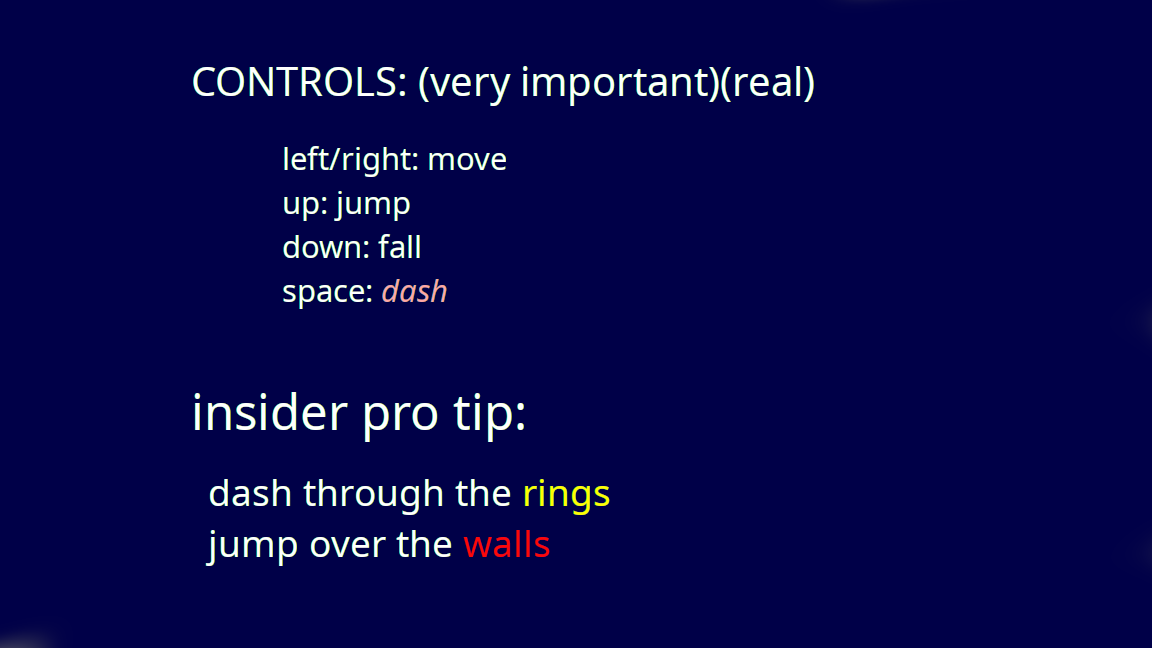 CONTROLS: (very important)(real)
left/right: move
up: jump
down: fall
space: dash
insider pro tip:
dash through the rings
jump over the walls